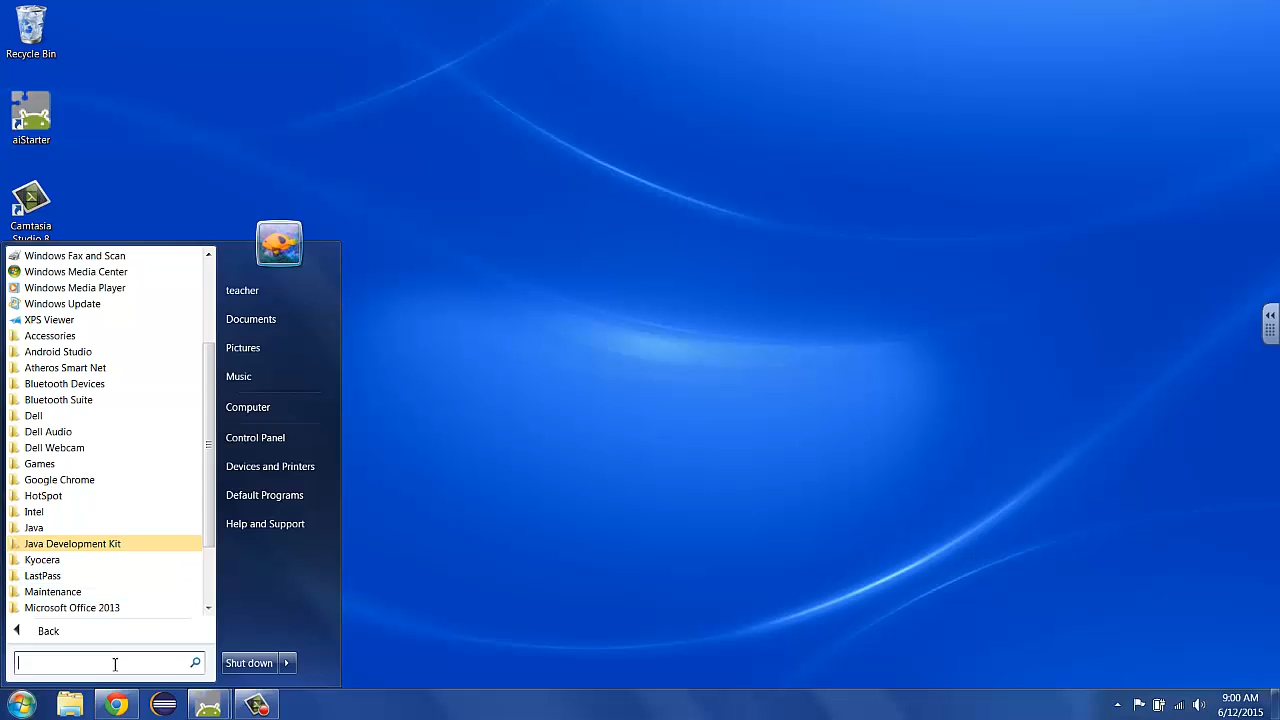 Recycle Bin
aiStarter
Camtasia
Studio 8
Windows Fax and Scan
Windows Media Center
Windows Media Player
Windows Update
XPS Viewer
Accessories
Android Studio
Atheros Smart Net
Bluetooth Devices
Bluetooth Suite
Dell
Dell Audio
Dell Webcam
Games
Google Chrome
HotSpot
Intel
Java
Java Development Kit
Kyocera
LastPass
Maintenance
Microsoft Office 2013
Back
teacher
Documents
Pictures
Music
Computer
Control Panel
Devices and Printers
Default Programs
Help and Support
Shut down
9:00 AM
6/12/2015